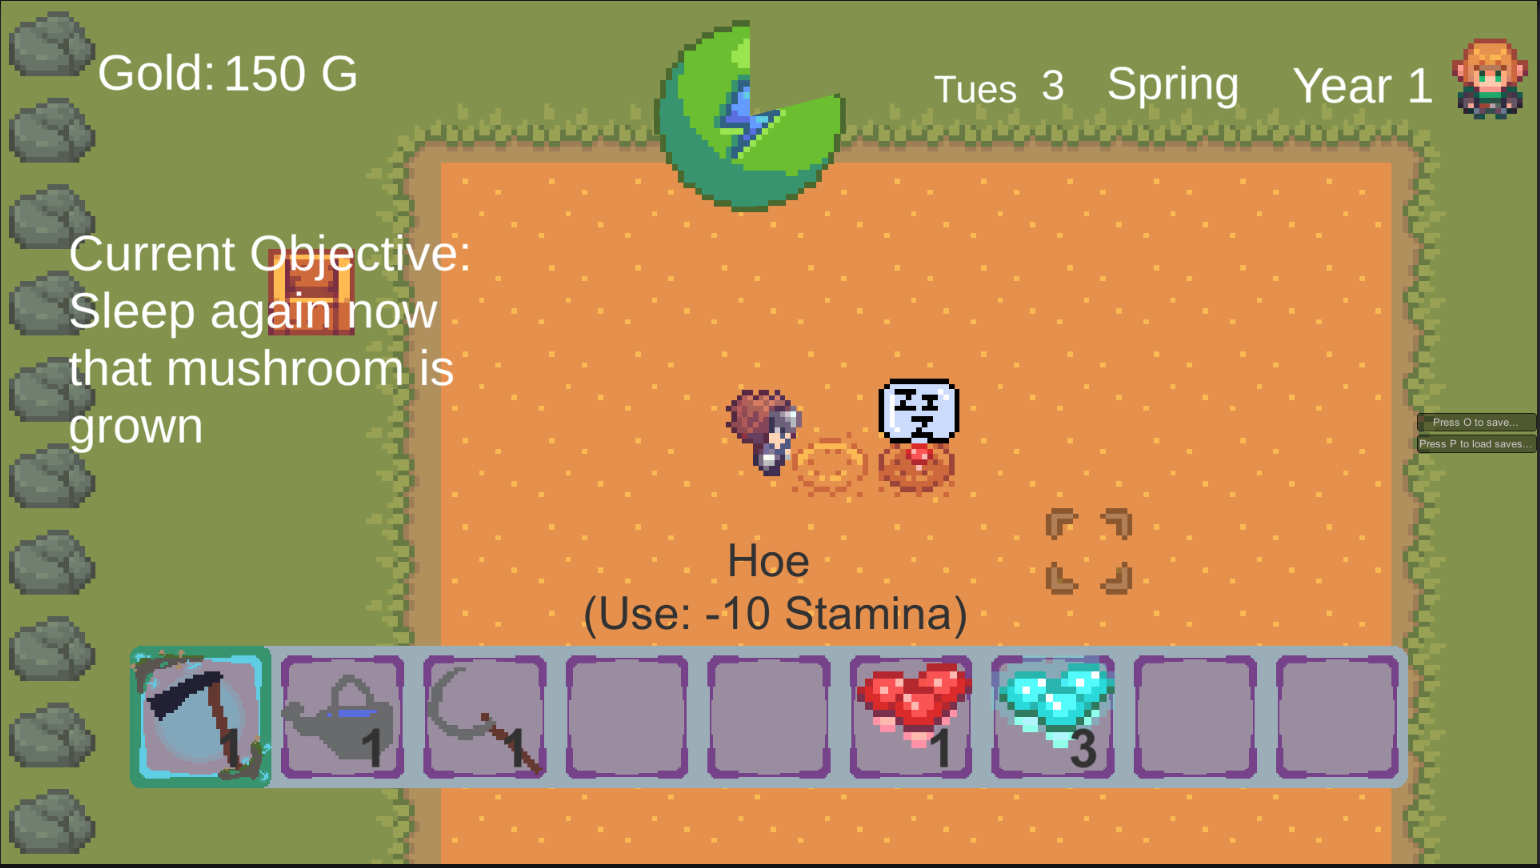 Gold: 150 G
Tues 3 Spring Year 1
Current Objective:
Sleep again now
that mushroom is
grown
Zz
z
Press O to save...
Press P to load saves...
Hoe
(Use: -10 Stamina)
1 1 1 1 3